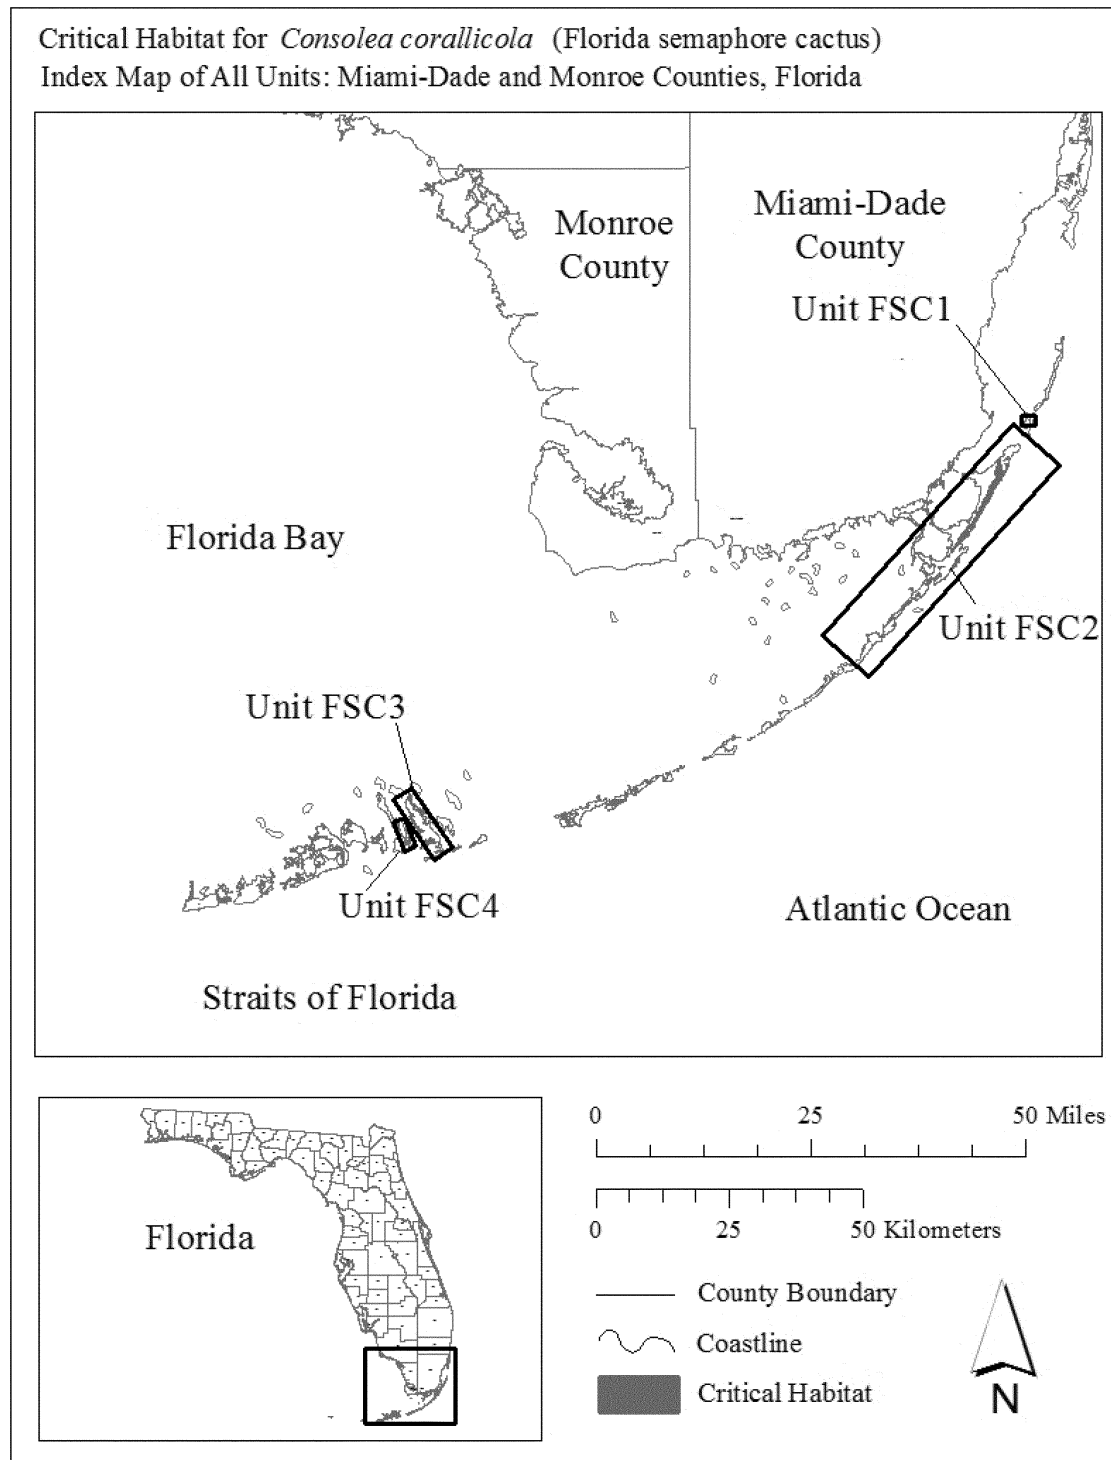 Critical Habitat for Consolea corallicola (Florida semaphore cactus)
Index Map of All Units: Miami-Dade and Monroe Counties, Florida
Monroe
County
Miami-Dade
County
Unit FSC1
Florida Bay
Unit FSC2
Unit FSC3
Unit FSC4
Atlantic Ocean
Straits of Florida
Florida
0 25 50 Miles
0 25 50 Kilometers
County Boundary
Coastline
Critical Habitat
N